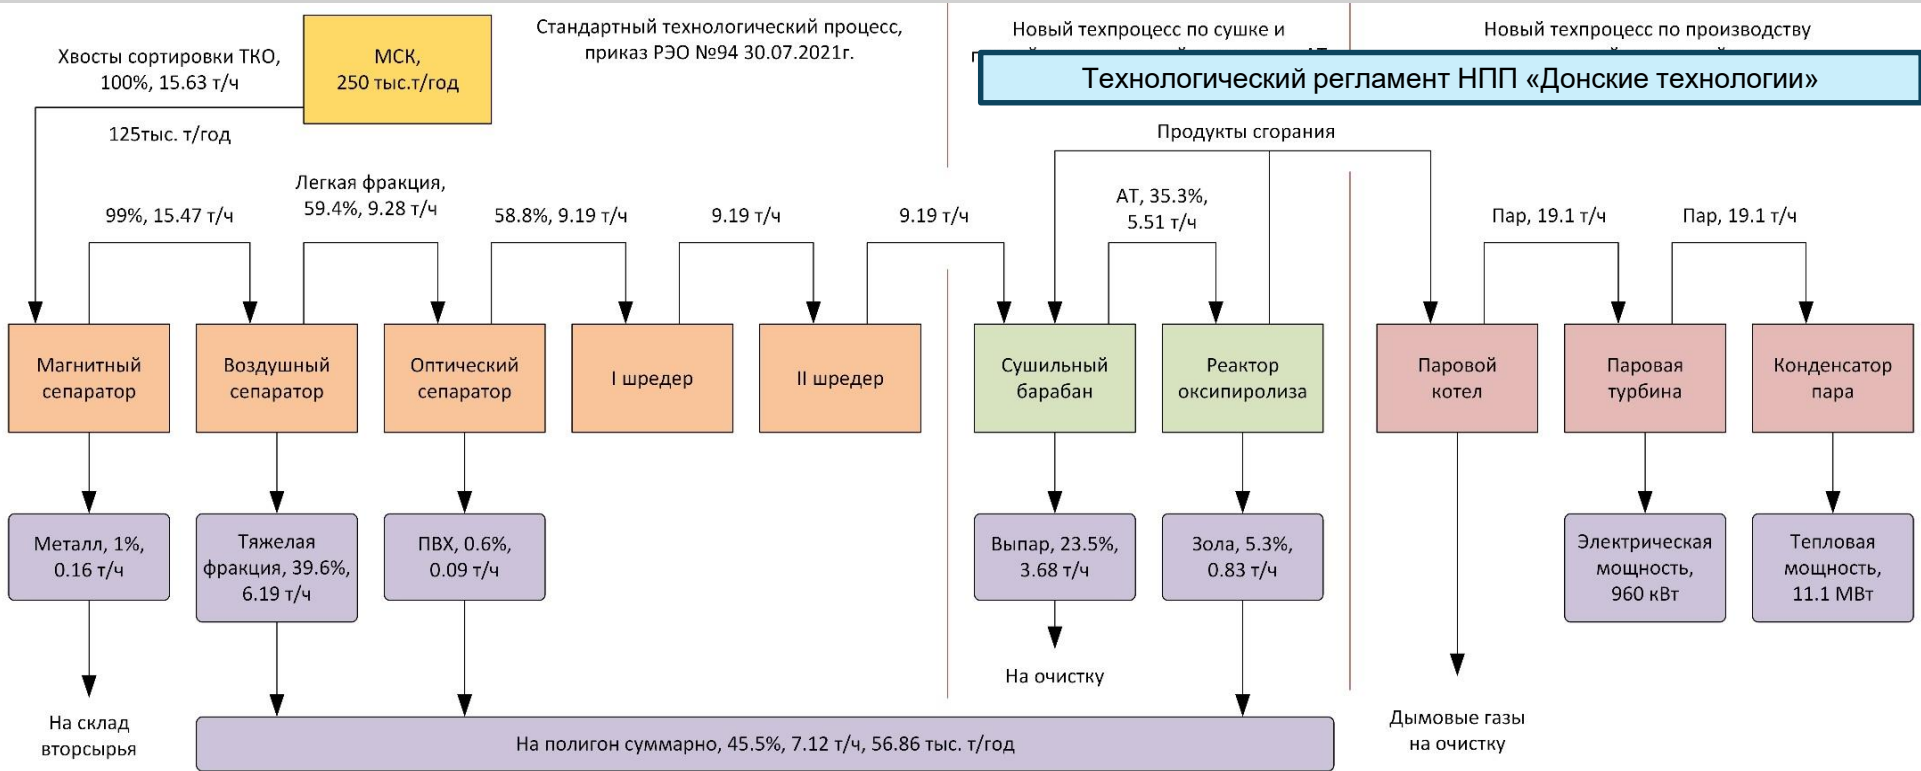 Хвосты сортировки ТКО,
100%, 15.63 т/ч
МСК,
250 тыс.т/год
125тыс. т/год
Стандартный технологический процесс,
приказ РЭО №94 30.07.2021г.
Новый техпроцесс по сушке и
Новый техпроцесс по производству
Технологический регламент НПП «Донские технологии»
Продукты сгорания
99%, 15.47 т/ч
Легкая фракция,
59.4%, 9.28 т/ч
58.8%, 9.19 т/ч
9.19 т/ч
9.19 т/ч
АТ, 35.3%,
5.51 т/ч
Пар, 19.1 т/ч
Пар, 19.1 т/ч
Магнитный
сепаратор
Воздушный
сепаратор
Оптический
сепаратор
I шредер
II шредер
Сушильный
барабан
Реактор
оксипиролиза
Паровой
котел
Паровая
турбина
Конденсатор
пара
Металл, 1%,
0.16 т/ч
Тяжелая
фракция, 39.6%,
6.19 т/ч
ПВХ, 0.6%,
0.09 т/ч
Выпар, 23.5%,
3.68 т/ч
Зола, 5.3%,
0.83 т/ч
Электрическая
мощность,
960 кВт
Тепловая
мощность,
11.1 МВт
На склад
вторсырья
На очистку
Дымовые газы
на очистку
На полигон суммарно, 45.5%, 7.12 т/ч, 56.86 тыс. т/год